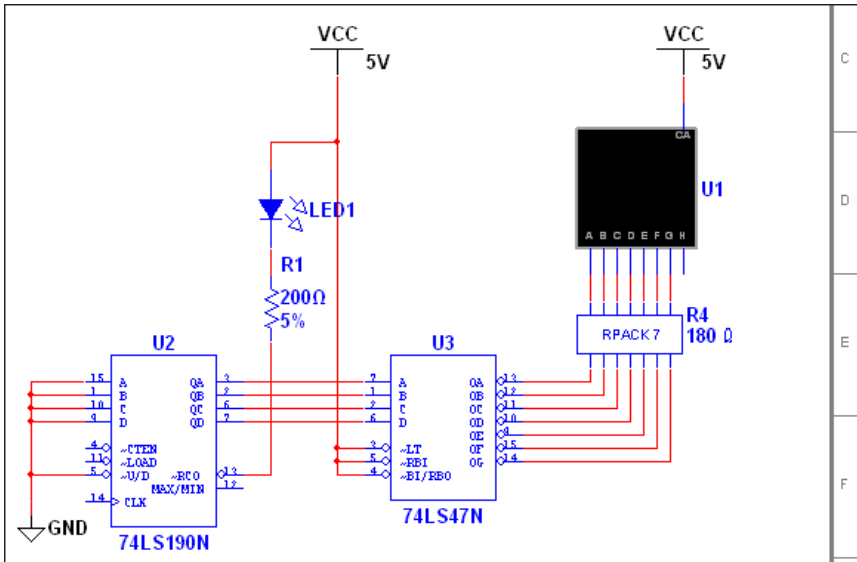 VCC
5V
VCC
5V
C
D
E
F
CA
U1
A B C D E F G H
LED1
R1
200Ω
5%
R4
RPACK7
180 Ω
U2
15 A QA 3
1 B QB 2
10 C QC 6
9 D QD 7
4 ~CTEN
11 ~LOAD
5 ~U/D ~RCO 13
MAX/MIN 12
14 CLK
74LS190N
GND
U3
7 A OA 13
1 B OB 12
2 C OC 11
6 D OD 10
OE 9
3 ~LT OF 15
5 ~RBI OG 14
4 ~BI/RBO
74LS47N